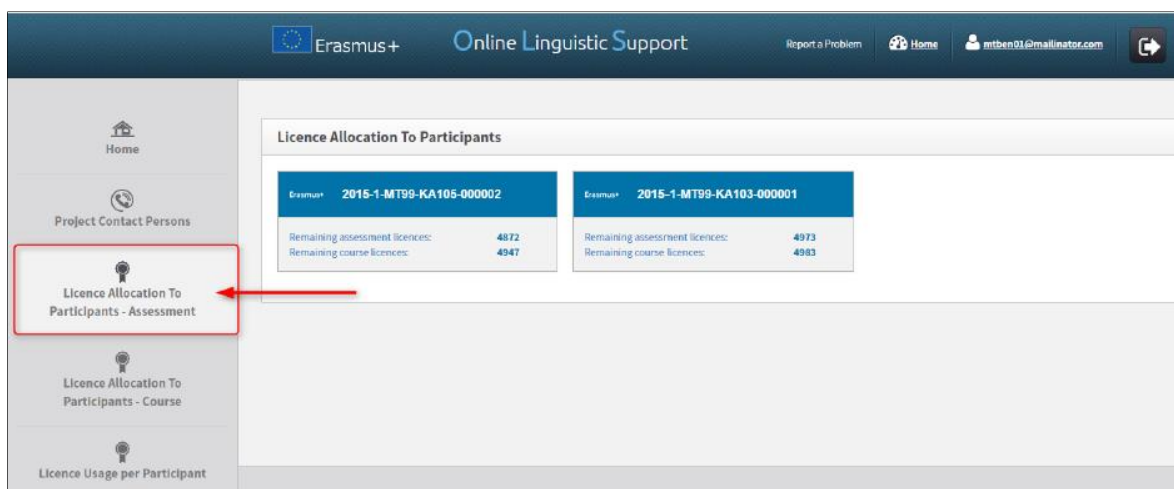 Erasmus+
Online Linguistic Support
Report a Problem
Home
mtben01@mailinator.com
Home
Project Contact Persons
Licence Allocation To
Participants - Assessment
Licence Allocation To
Participants - Course
Licence Usage per Participant
Licence Allocation To Participants
Erasmus+ 2015-1-MT99-KA105-000002
Remaining assessment licences: 4872
Remaining course licences: 4947
Erasmus+ 2015-1-MT99-KA103-000001
Remaining assessment licences: 4973
Remaining course licences: 4983